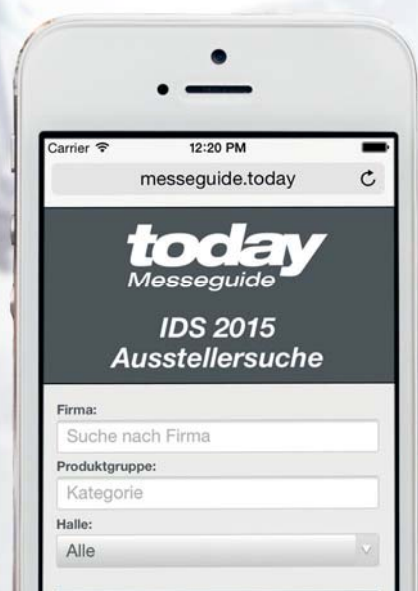 Carrier 12:20 PM
messeguide.today
today
Messeguide
IDS 2015
Ausstellersuche
Firma:
Suche nach Firma
Produktgruppe:
Kategorie
Halle:
Alle